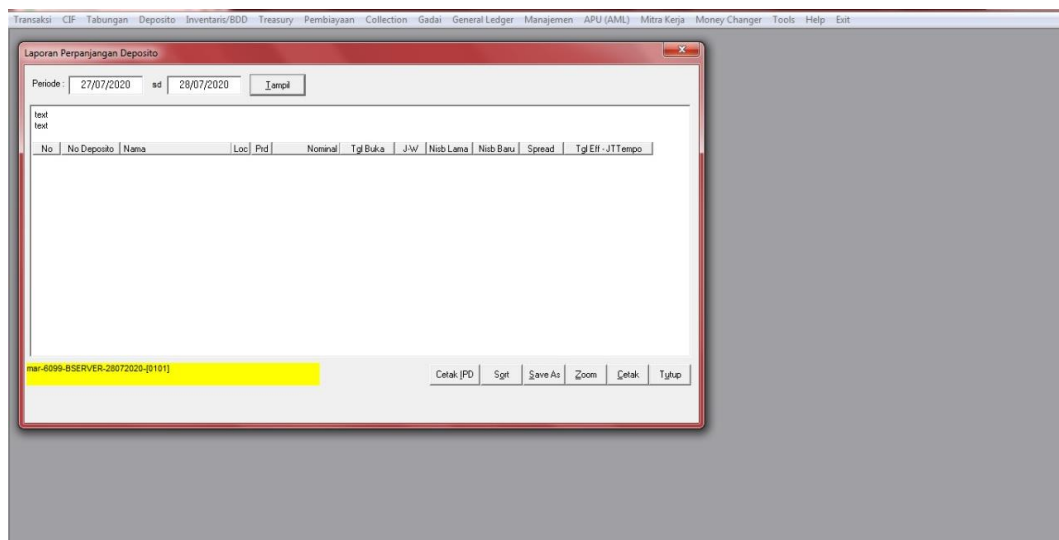 Transaksi CIF Tabungan Deposito Inventaris/BDD Treasury Pembiayaan Collection Gadai General Ledger Manajemen APU (AML) Mitra Kerja Money Changer Tools Help Exit
Laporan Perpanjangan Deposito
Periode : 27/07/2020 sd 28/07/2020 Tampil
text
text
No No Deposito Nama Loc Prd Nominal Tgl Buka J-W Nisb Lama Nisb Baru Spread Tgl Eff - JT Tempo
mar-6099-BSERVER-28072020-[0101]
Cetak IPD Sort Save As Zoom Cetak Tutup